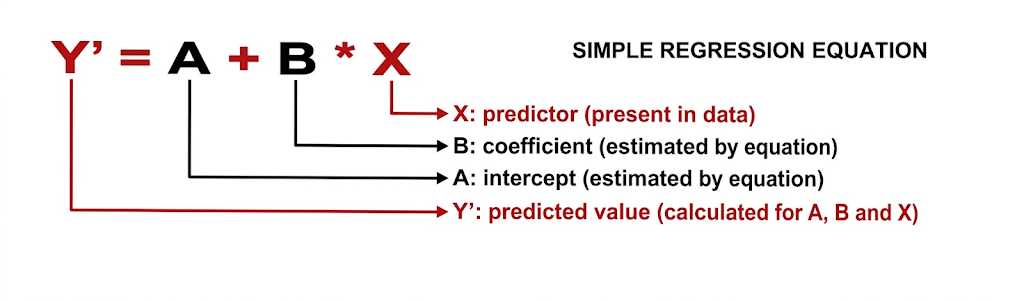 Y’ = A + B * X
SIMPLE REGRESSION EQUATION
X: predictor (present in data)
B: coefficient (estimated by equation)
A: intercept (estimated by equation)
Y’: predicted value (calculated for A, B and X)